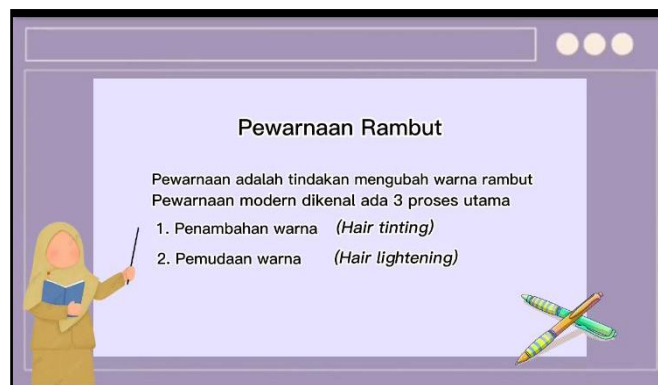 Pewarnaan Rambut
Pewarnaan adalah tindakan mengubah warna rambut
Pewarnaan modern dikenal ada 3 proses utama
1. Penambahan warna (Hair tinting)
2. Pemudaan warna (Hair lightening)